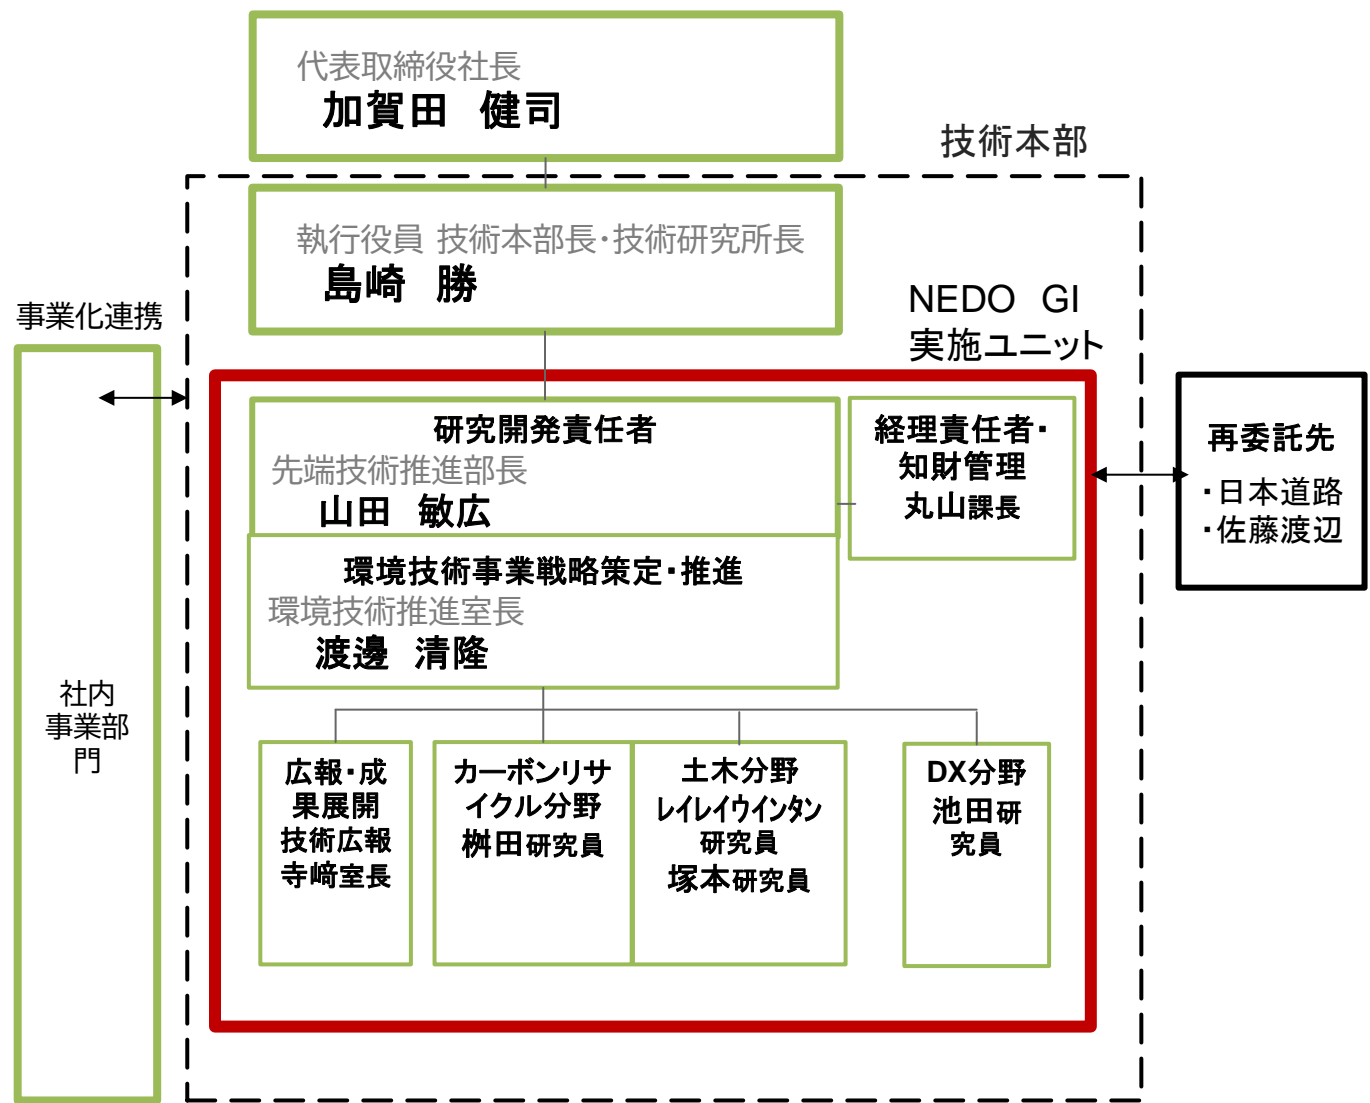 代表取締役社長
加賀田　健司
技術本部
執行役員 技術本部長・技術研究所長
島崎　勝
NEDO　GI
実施ユニット
事業化連携
研究開発責任者
先端技術推進部長
山田　敏広
経理責任者・
知財管理
丸山課長
再委託先
・日本道路
・佐藤渡辺
環境技術事業戦略策定・推進
環境技術推進室長
渡邊　清隆
社内
事業部
門
広報・成
果展開
技術広報
寺﨑室長
カーボンリサ
イクル分野
桝田研究員
土木分野
レイレイウインタン
研究員
塚本研究員
DX分野
池田研
究員